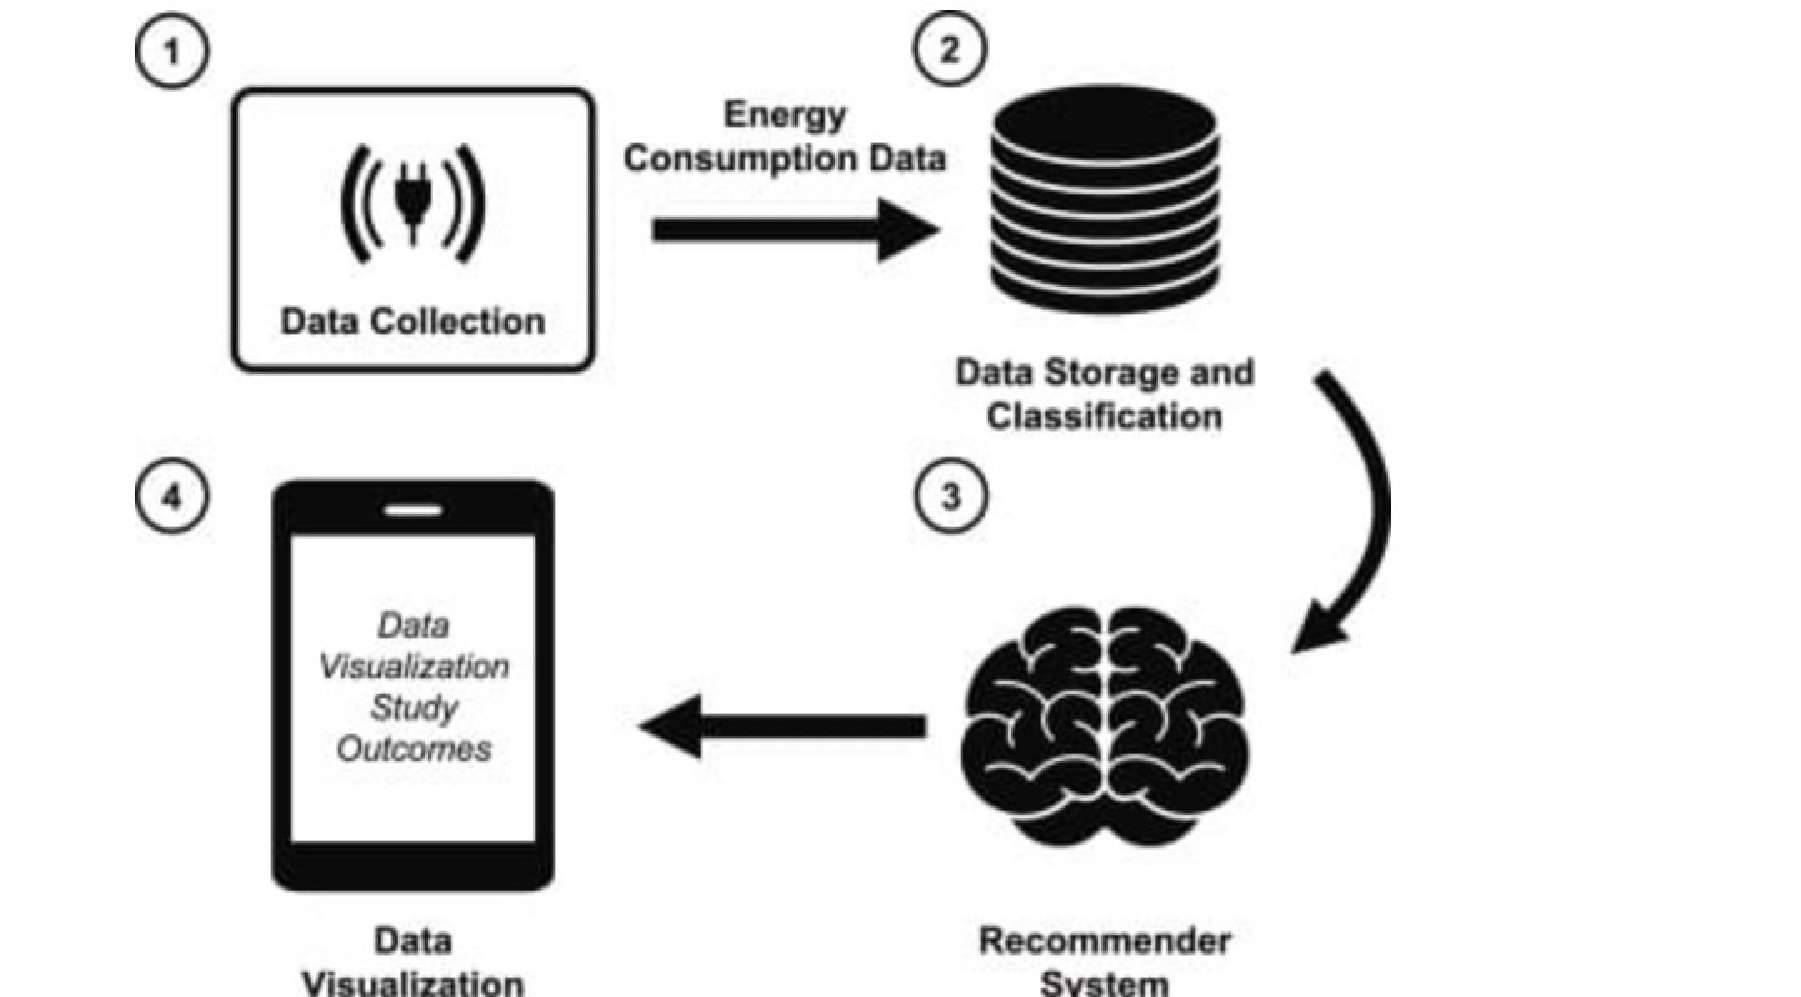 1
Data Collection
Energy
Consumption Data
2
Data Storage and
Classification
3
Recommender
System
4
Data
Visualization
Study
Outcomes
Data
Visualization